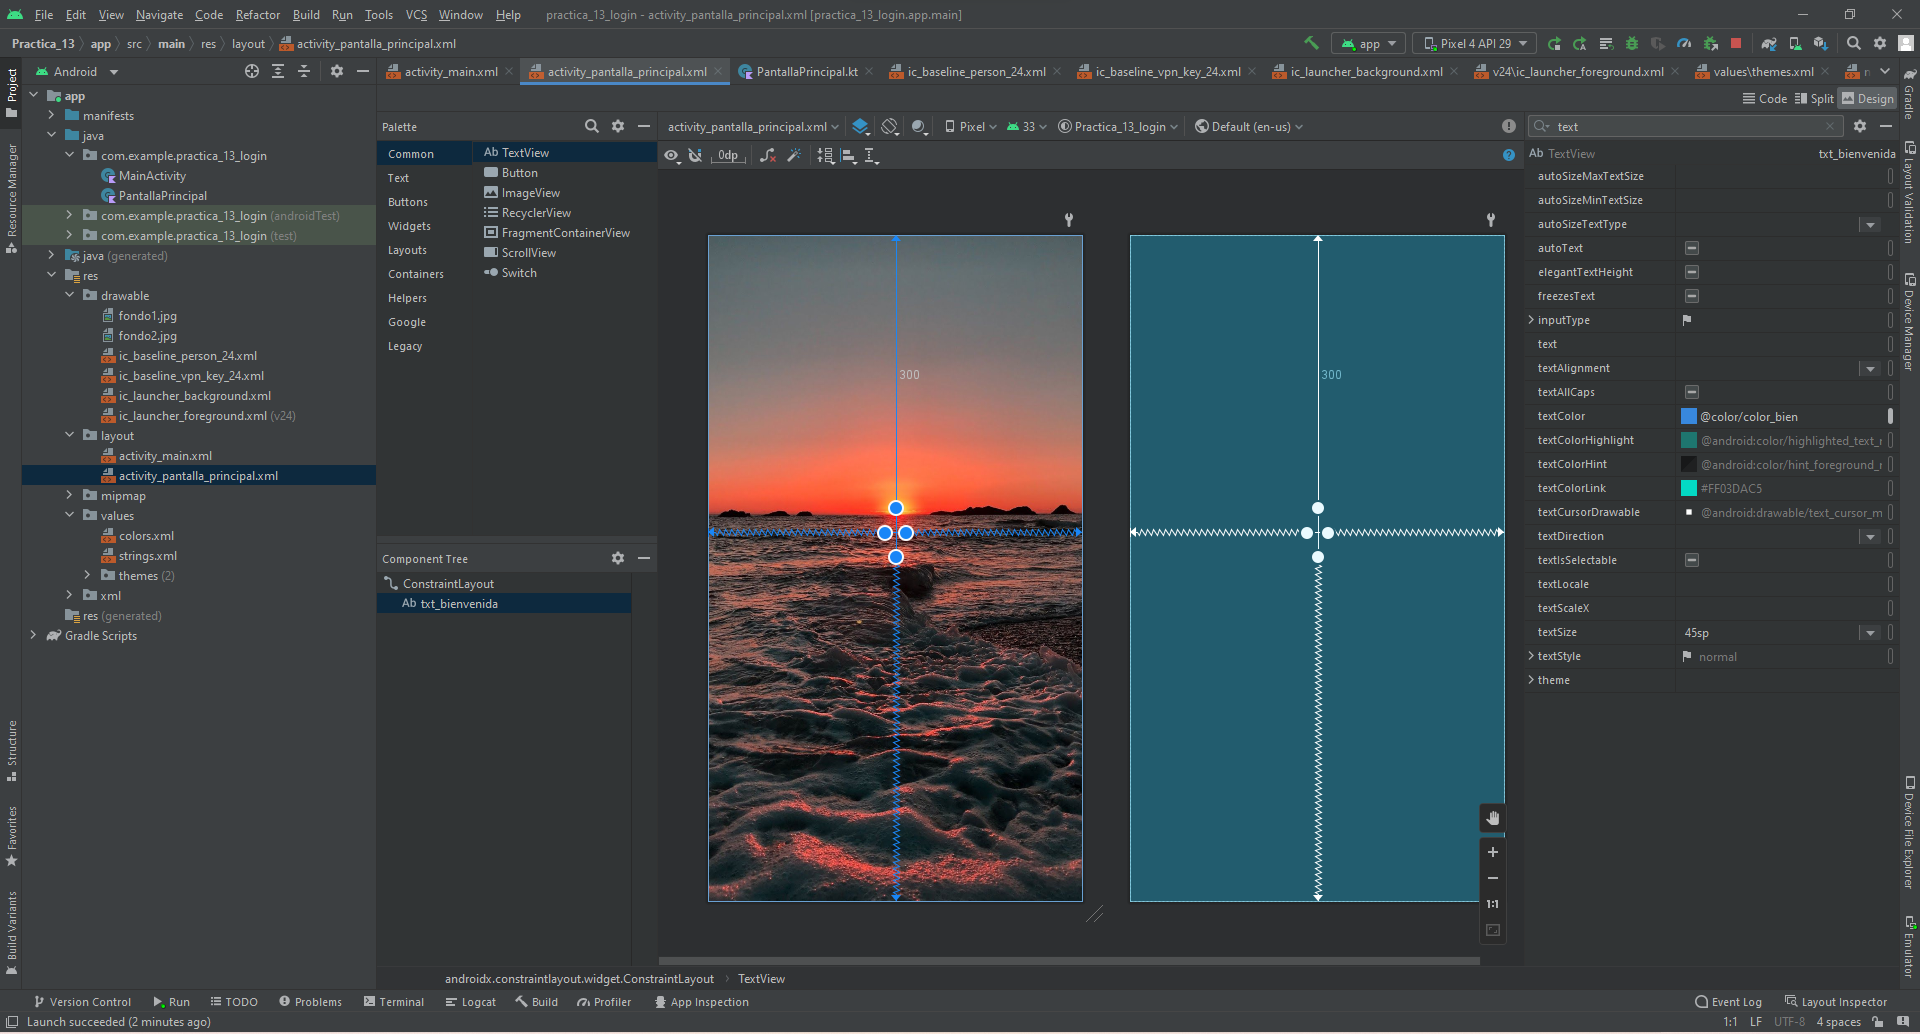 File Edit View Navigate Code Refactor Build Run Tools VCS Window Help practica_13_login - activity_pantalla_principal.xml [practica_13_login.app.main]
Practica_13 app src main res layout activity_pantalla_principal.xml app Pixel 4 API 29
Android activity_main.xml activity_pantalla_principal.xml PantallaPrincipal.kt ic_baseline_person_24.xml ic_baseline_vpn_key_24.xml ic_launcher_background.xml v24\ic_launcher_foreground.xml values\themes.xml
Code Split Design
Project
Resource Manager
Structure
Favorites
Build Variants
app
manifests
java
com.example.practica_13_login
MainActivity
PantallaPrincipal
com.example.practica_13_login (androidTest)
com.example.practica_13_login (test)
java (generated)
res
drawable
fondo1.jpg
fondo2.jpg
ic_baseline_person_24.xml
ic_baseline_vpn_key_24.xml
ic_launcher_background.xml
ic_launcher_foreground.xml (v24)
layout
activity_main.xml
activity_pantalla_principal.xml
mipmap
values
colors.xml
strings.xml
themes (2)
xml
res (generated)
Gradle Scripts
Palette
Common
Text
Buttons
Widgets
Layouts
Containers
Helpers
Google
Legacy
Ab TextView
Button
ImageView
RecyclerView
FragmentContainerView
ScrollView
Switch
Component Tree
ConstraintLayout
Ab txt_bienvenida
activity_pantalla_principal.xml Pixel 33 Practica_13_login Default (en-us)
0dp
300
300
1:1
androidx.constraintlayout.widget.ConstraintLayout TextView
text
Ab TextView txt_bienvenida
autoSizeMaxTextSize
autoSizeMinTextSize
autoSizeTextType
autoText
elegantTextHeight
freezesText
inputType
text
textAlignment
textAllCaps
textColor @color/color_bien
textColorHighlight @android:color/highlighted_text_
textColorHint @android:color/hint_foreground_
textColorLink #FF03DAC5
textCursorDrawable @android:drawable/text_cursor_m
textDirection
textIsSelectable
textLocale
textScaleX
textSize 45sp
textStyle normal
theme
Gradle
Layout Validation
Device Manager
Device File Explorer
Emulator
Version Control Run TODO Problems Terminal Logcat Build Profiler App Inspection Event Log Layout Inspector
Launch succeeded (2 minutes ago) 1:1 LF UTF-8 4 spaces